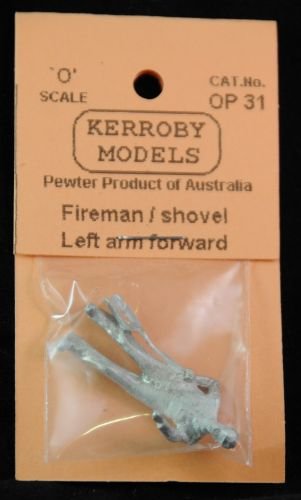 'O'
SCALE
CAT.No.
OP 31
KERROBY
MODELS
Pewter Product of Australia
Fireman / shovel
Left arm forward